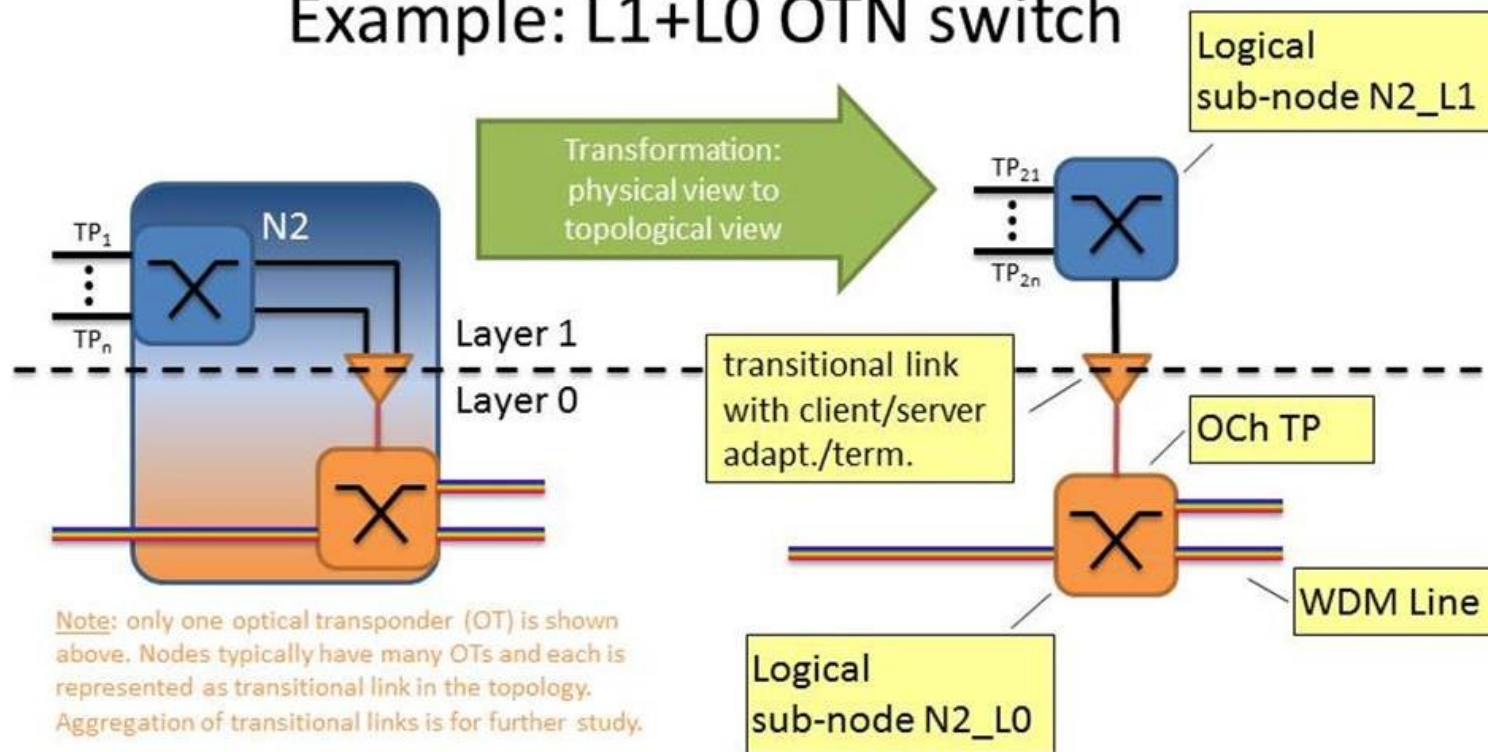 Example: L1+L0 OTN switch
Logical
sub-node N2_L1
Transformation:
physical view to
topological view
N2
TP₁
TPₙ
TP₂₁
TP₂ₙ
Layer 1
Layer 0
transitional link
with client/server
adapt./term.
OCh TP
WDM Line
Logical
sub-node N2_L0
Note: only one optical transponder (OT) is shown
above. Nodes typically have many OTs and each is
represented as transitional link in the topology.
Aggregation of transitional links is for further study.